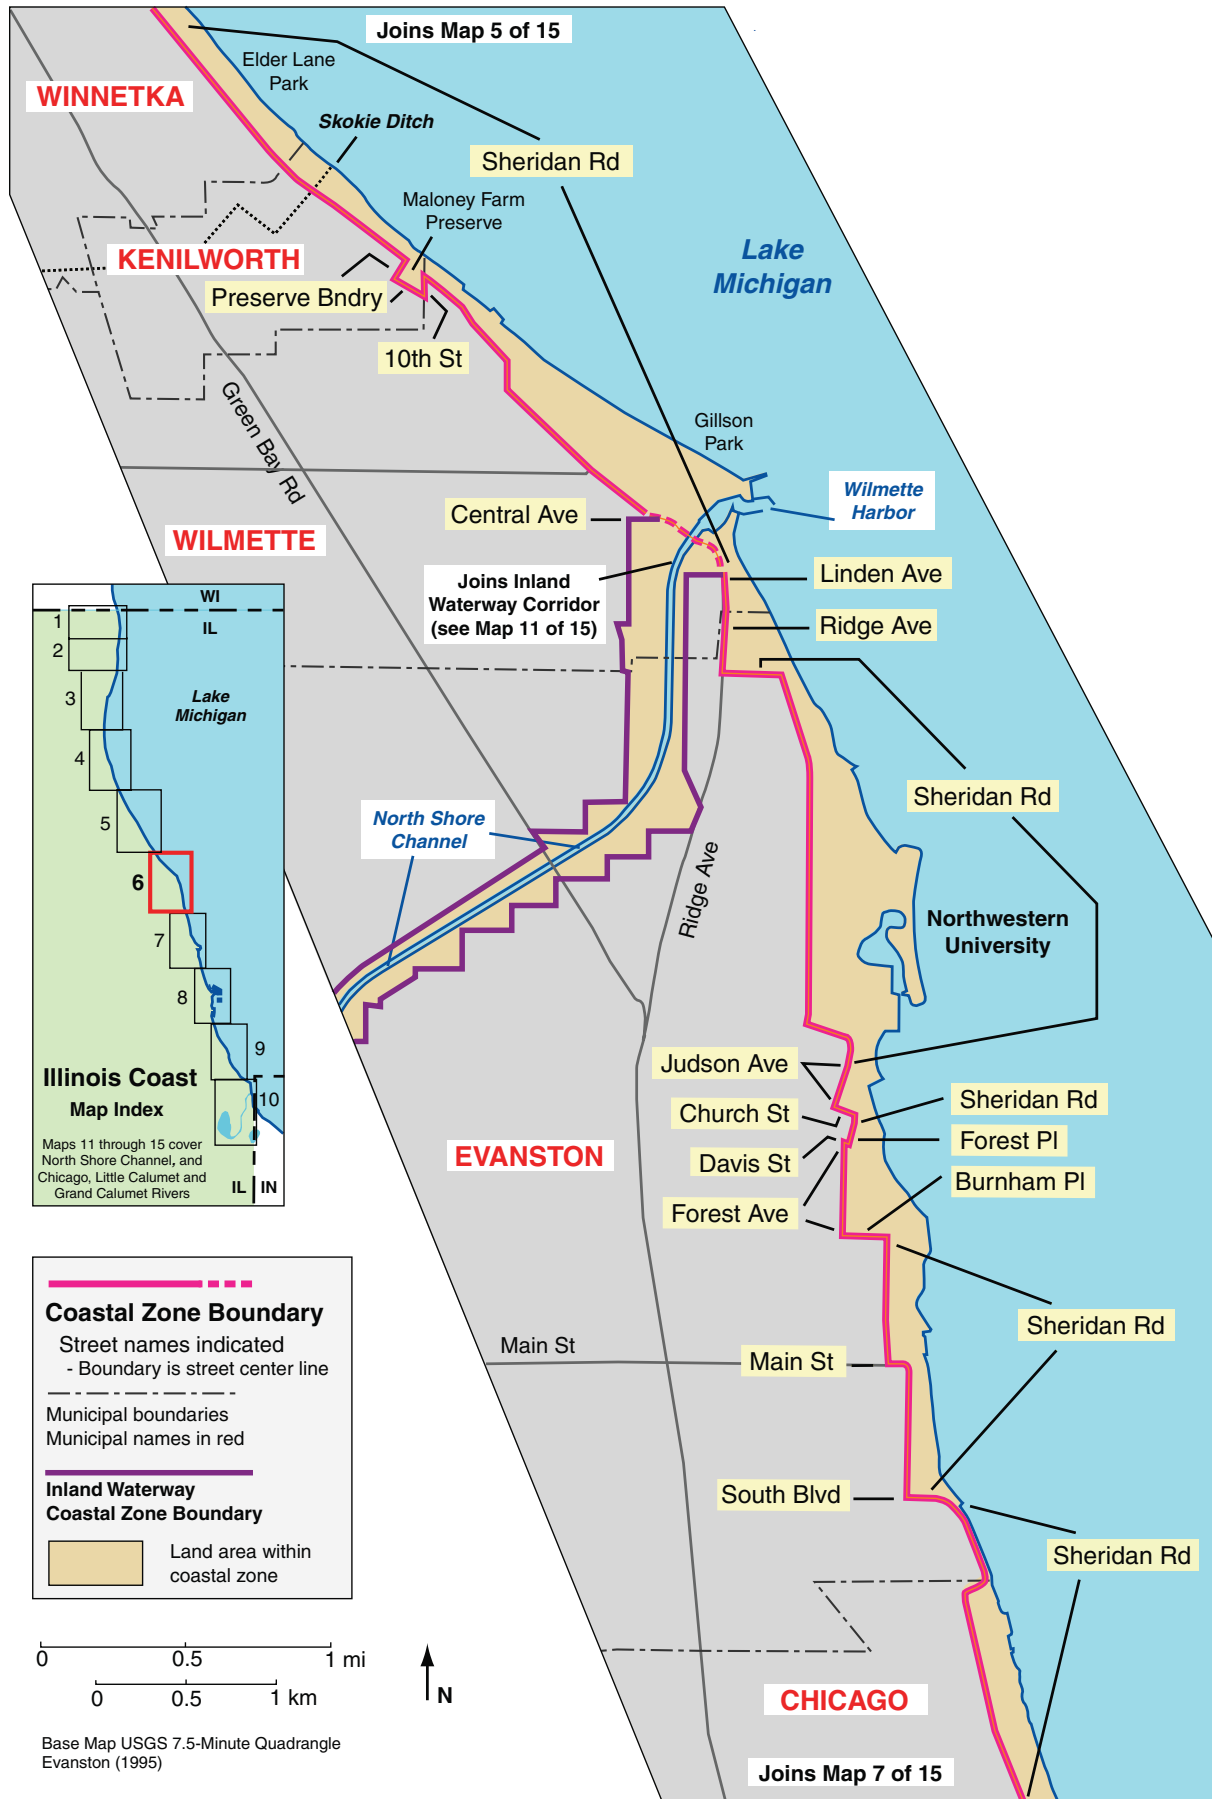 Joins Map 5 of 15
Elder Lane
Park
WINNETKA
Skokie Ditch
Sheridan Rd
Maloney Farm
Preserve
Lake
Michigan
KENILWORTH
Preserve Bndry
10th St
Green Bay Rd
Gillson
Park
Wilmette
Harbor
Central Ave
WILMETTE
Joins Inland
Waterway Corridor
(see Map 11 of 15)
Linden Ave
Ridge Ave
Sheridan Rd
North Shore
Channel
Ridge Ave
Northwestern
University
Judson Ave
Church St
Davis St
Forest Ave
Sheridan Rd
Forest Pl
Burnham Pl
EVANSTON
Sheridan Rd
Main St
Main St
South Blvd
Sheridan Rd
CHICAGO
Joins Map 7 of 15
WI
IL
1
2
3
4
5
6
7
8
9
10
Lake
Michigan
Illinois Coast
Map Index
Maps 11 through 15 cover
North Shore Channel, and
Chicago, Little Calumet and
Grand Calumet Rivers
IL
IN
Coastal Zone Boundary
Street names indicated
- Boundary is street center line
Municipal boundaries
Municipal names in red
Inland Waterway
Coastal Zone Boundary
Land area within
coastal zone
0 0.5 1 mi
0 0.5 1 km
N
Base Map USGS 7.5-Minute Quadrangle
Evanston (1995)